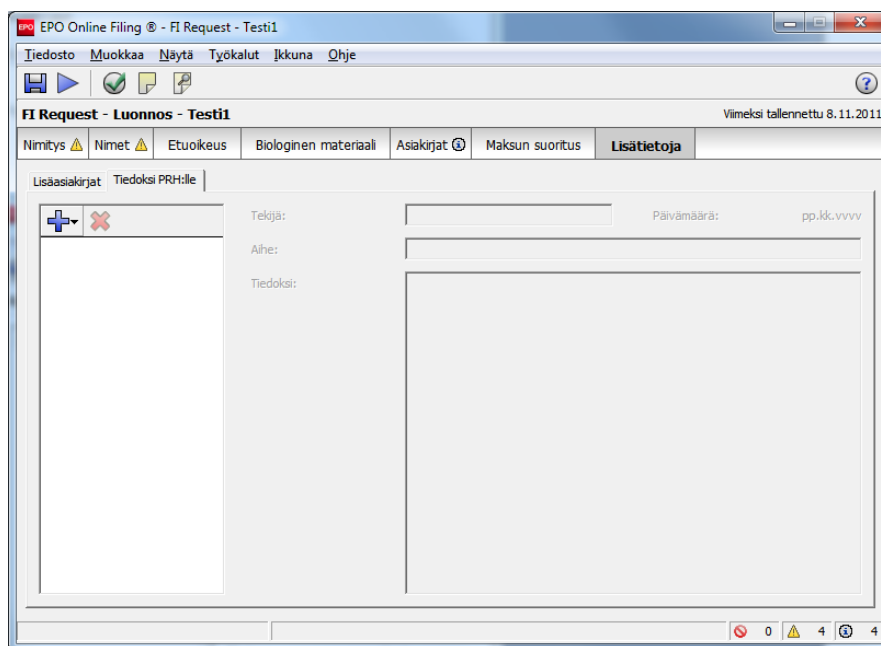 EPO EPO Online Filing ® - FI Request - Testi1
Tiedosto Muokkaa Näytä Työkalut Ikkuna Ohje
FI Request - Luonnos - Testi1 Viimeksi tallennettu 8.11.2011
Nimitys Nimet Etuoikeus Biologinen materiaali Asiakirjat Maksun suoritus Lisätietoja
Lisäasiakirjat Tiedoksi PRH:lle
Tekijä: Päivämäärä: pp.kk.vvvv
Aihe:
Tiedoksi:
0 4 4